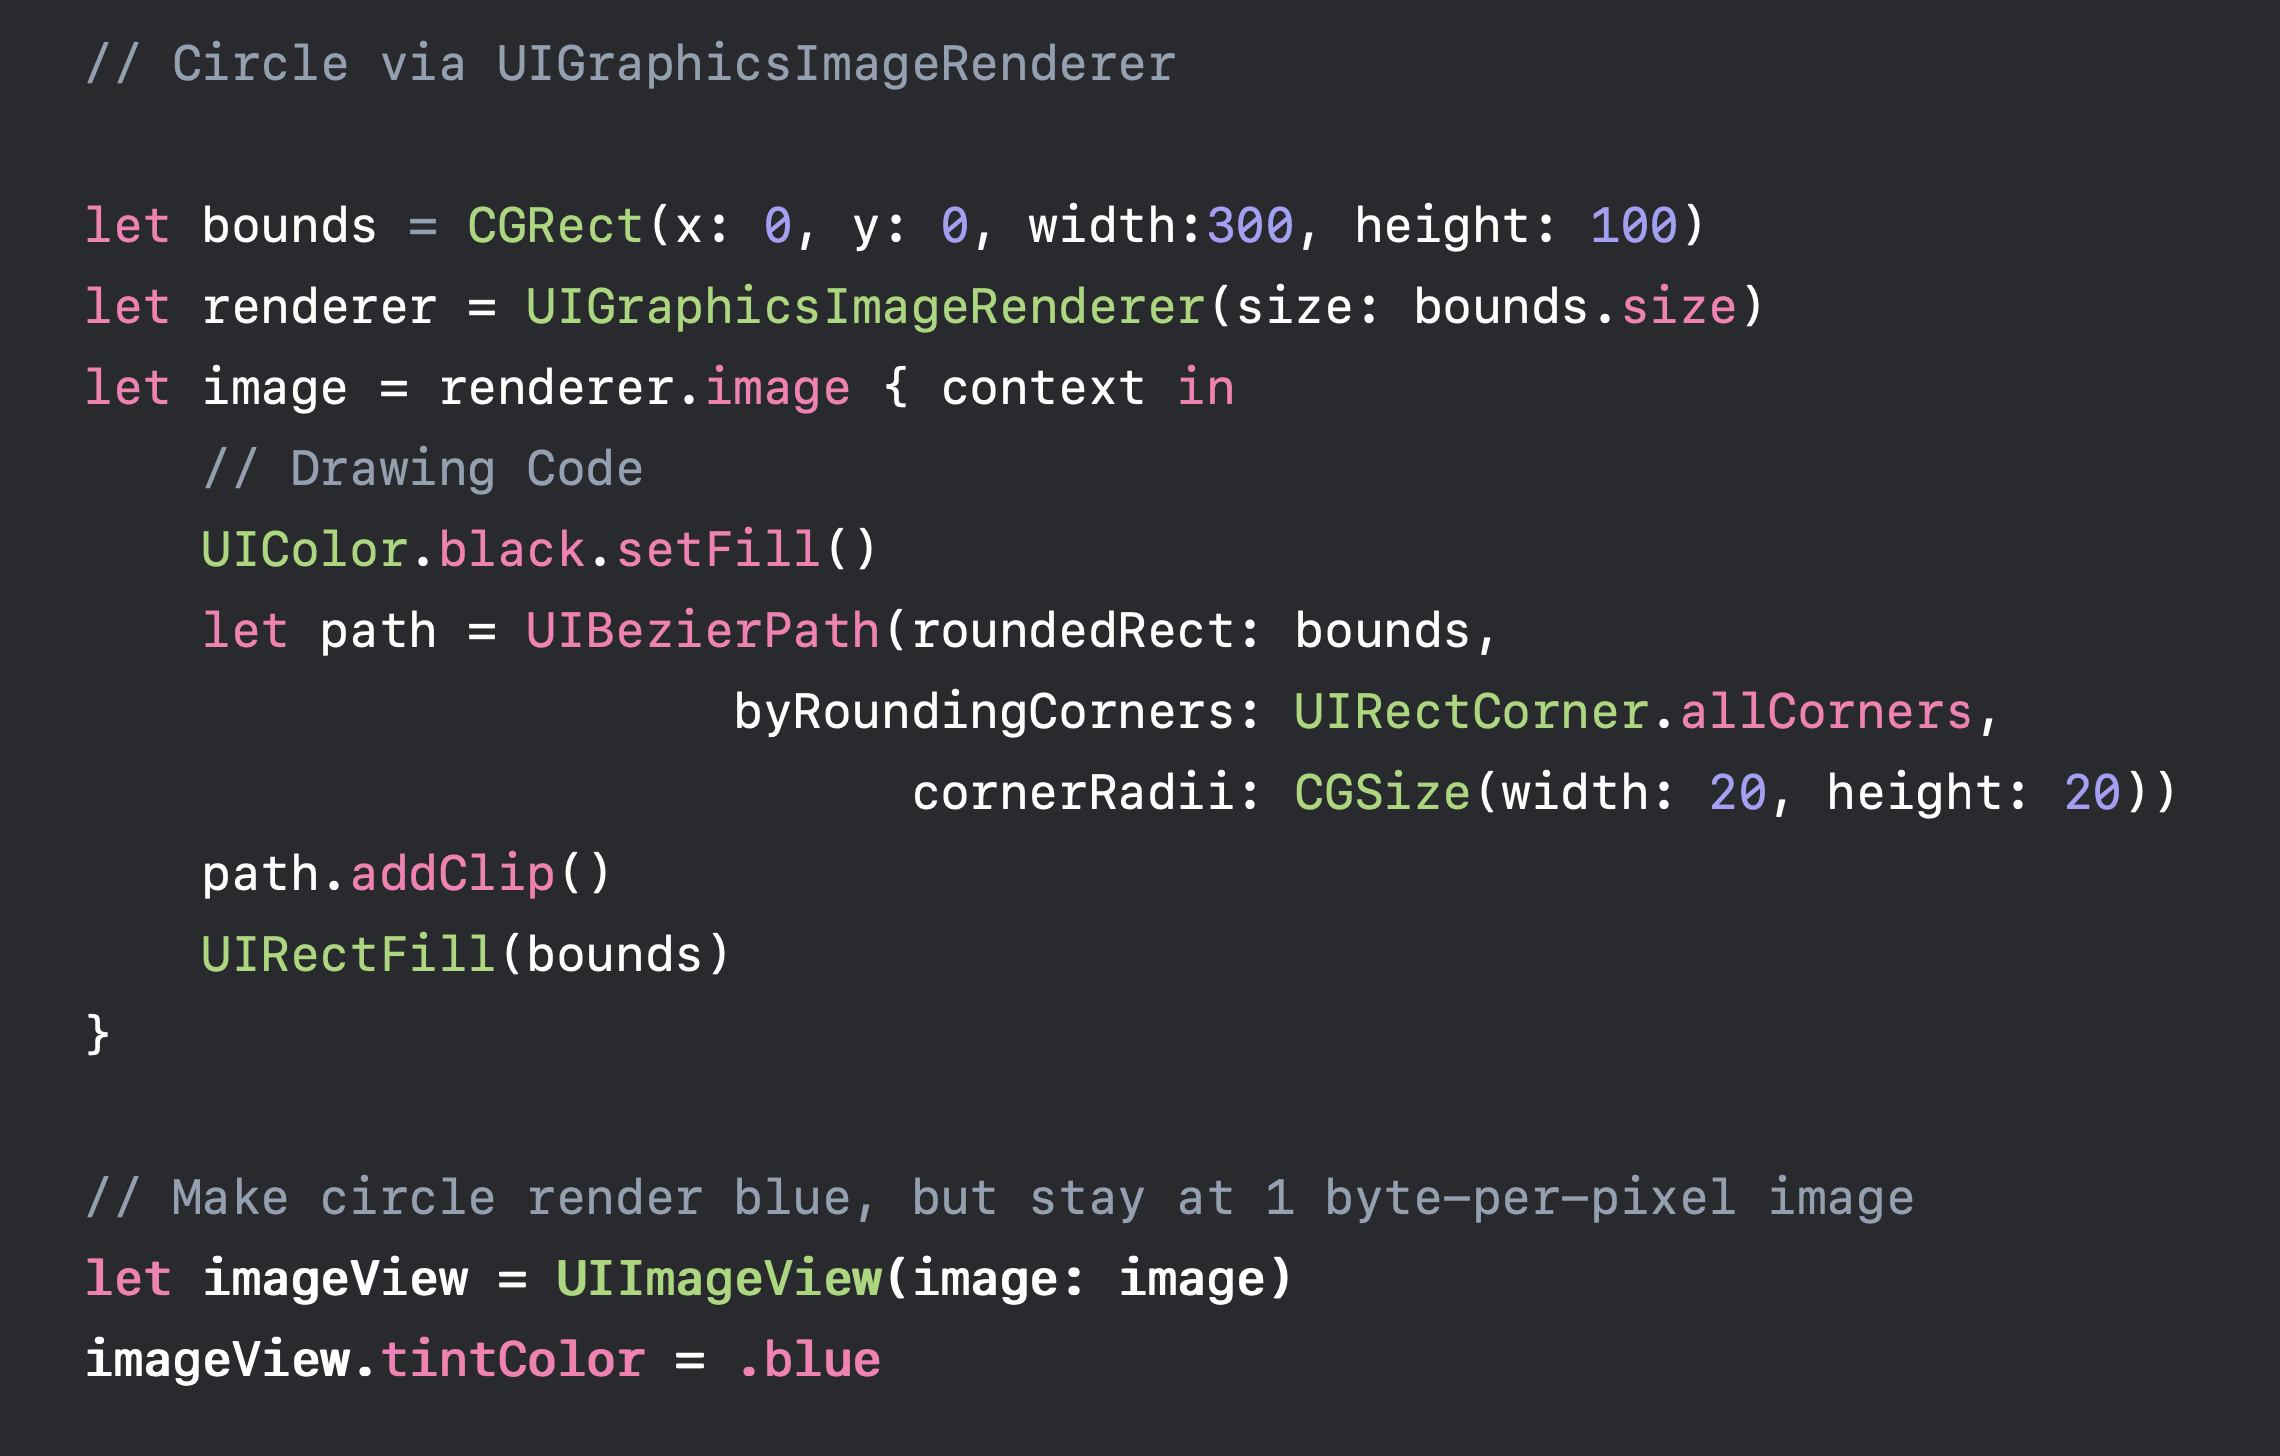 // Circle via UIGraphicsImageRenderer
let bounds = CGRect(x: 0, y: 0, width:300, height: 100)
let renderer = UIGraphicsImageRenderer(size: bounds.size)
let image = renderer.image { context in
    // Drawing Code
    UIColor.black.setFill()
    let path = UIBezierPath(roundedRect: bounds,
                      byRoundingCorners: UIRectCorner.allCorners,
                            cornerRadii: CGSize(width: 20, height: 20))
    path.addClip()
    UIRectFill(bounds)
}
// Make circle render blue, but stay at 1 byte-per-pixel image
let imageView = UIImageView(image: image)
imageView.tintColor = .blue